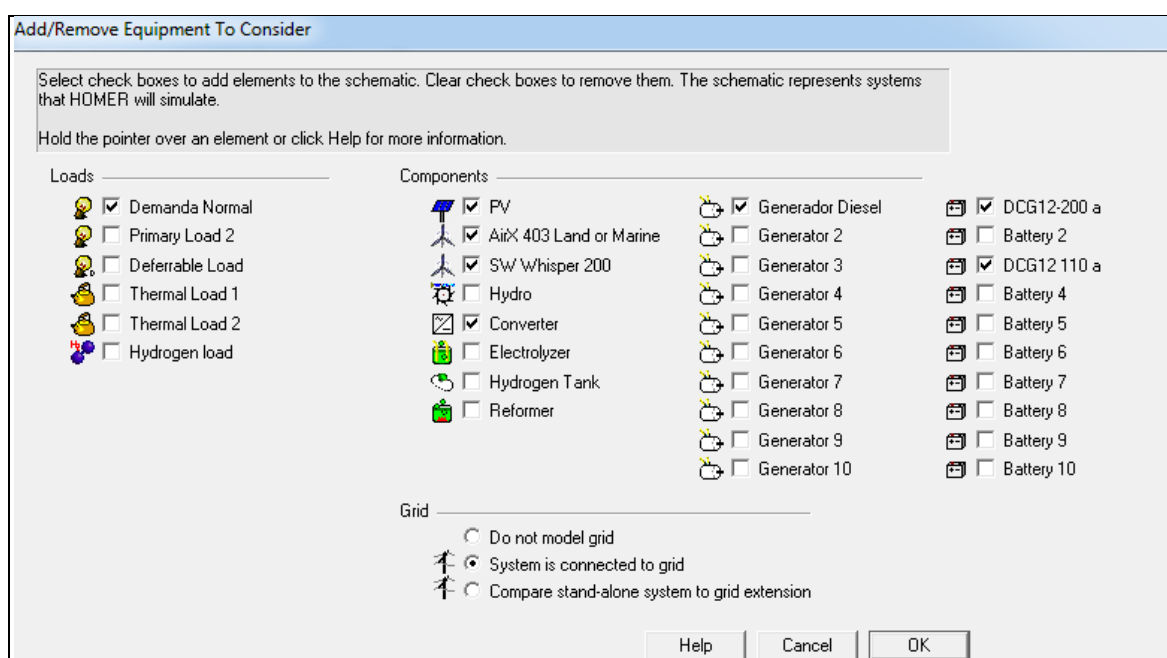 Add/Remove Equipment To Consider
Select check boxes to add elements to the schematic. Clear check boxes to remove them. The schematic represents systems
that HOMER will simulate.
Hold the pointer over an element or click Help for more information.
Loads
Demanda Normal
Primary Load 2
Deferrable Load
Thermal Load 1
Thermal Load 2
Hydrogen load
Components
PV
AirX 403 Land or Marine
SW Whisper 200
Hydro
Converter
Electrolyzer
Hydrogen Tank
Reformer
Generador Diesel
Generator 2
Generator 3
Generator 4
Generator 5
Generator 6
Generator 7
Generator 8
Generator 9
Generator 10
DCG12-200 a
Battery 2
DCG12 110 a
Battery 4
Battery 5
Battery 6
Battery 7
Battery 8
Battery 9
Battery 10
Grid
Do not model grid
System is connected to grid
Compare stand-alone system to grid extension
Help
Cancel
OK